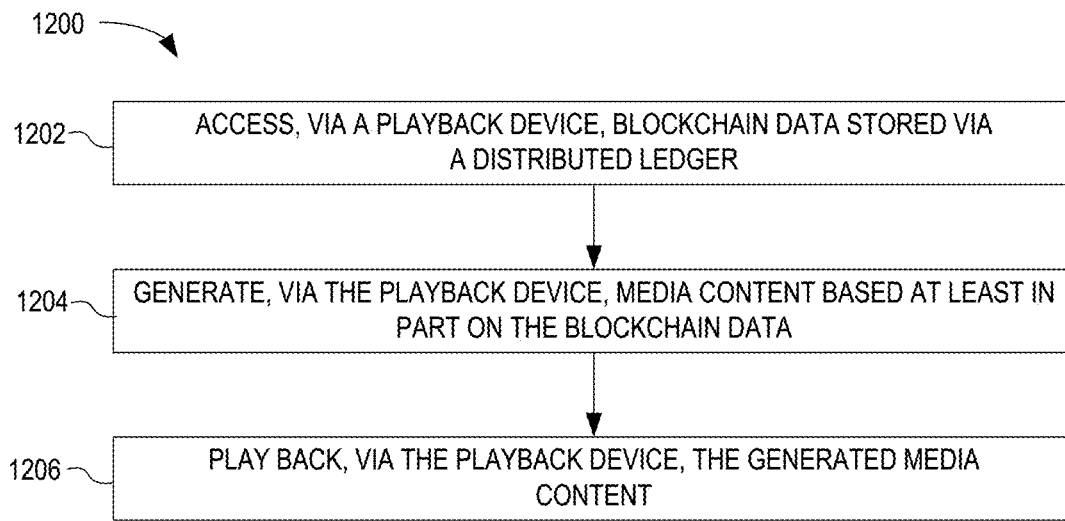 1200
1202
ACCESS, VIA A PLAYBACK DEVICE, BLOCKCHAIN DATA STORED VIA
A DISTRIBUTED LEDGER
1204
GENERATE, VIA THE PLAYBACK DEVICE, MEDIA CONTENT BASED AT LEAST IN
PART ON THE BLOCKCHAIN DATA
1206
PLAY BACK, VIA THE PLAYBACK DEVICE, THE GENERATED MEDIA
CONTENT